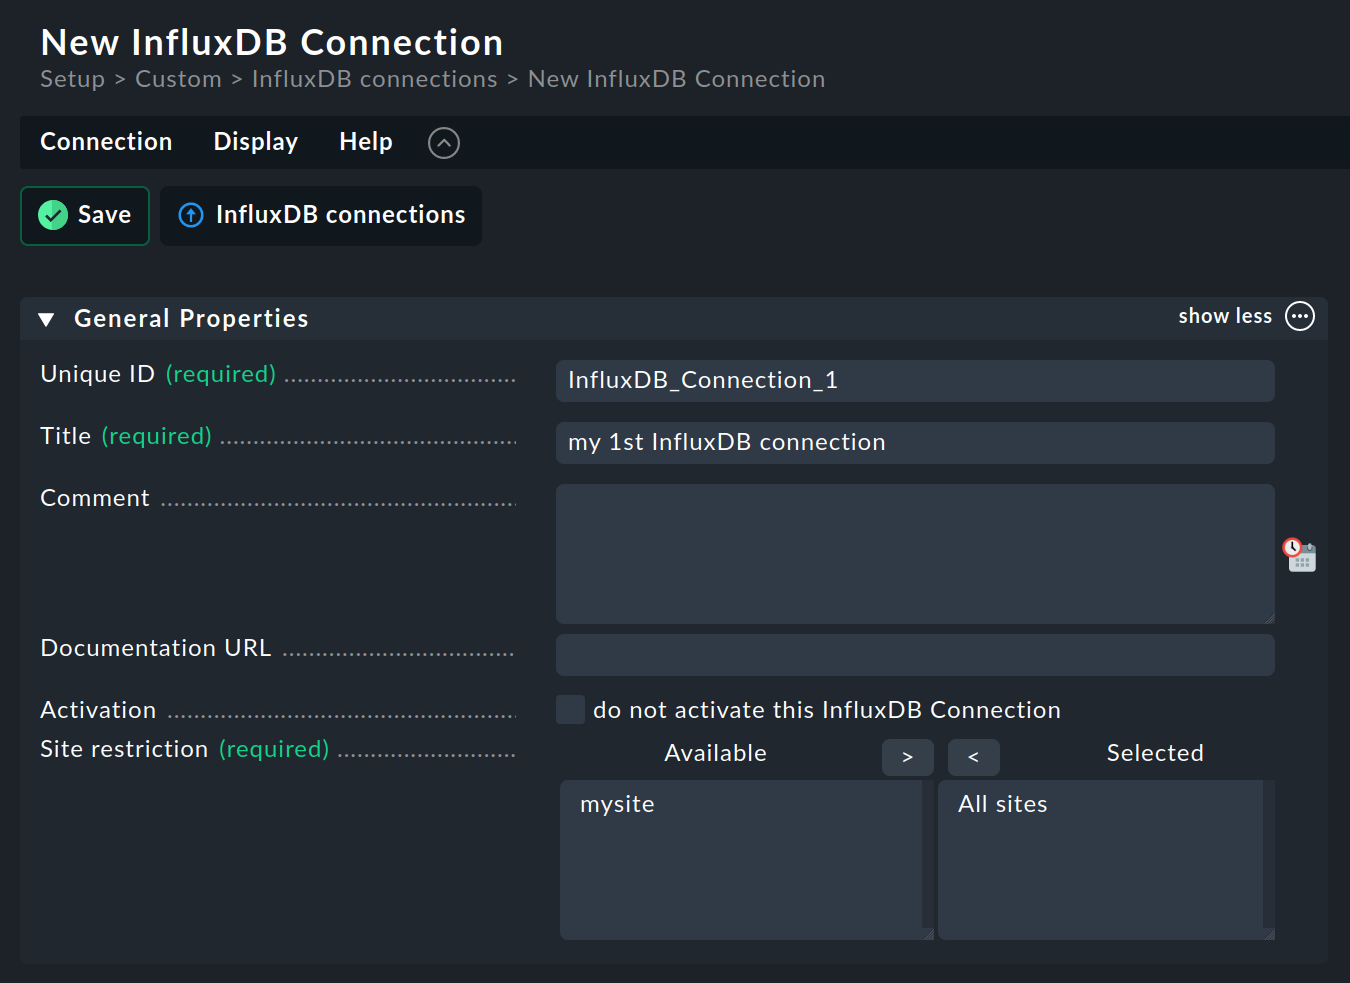 New InfluxDB Connection
Setup > Custom > InfluxDB connections > New InfluxDB Connection
Connection Display Help
Save InfluxDB connections
General Properties show less
Unique ID (required) InfluxDB_Connection_1
Title (required) my 1st InfluxDB connection
Comment
Documentation URL
Activation do not activate this InfluxDB Connection
Site restriction (required) Available > < Selected
mysite All sites